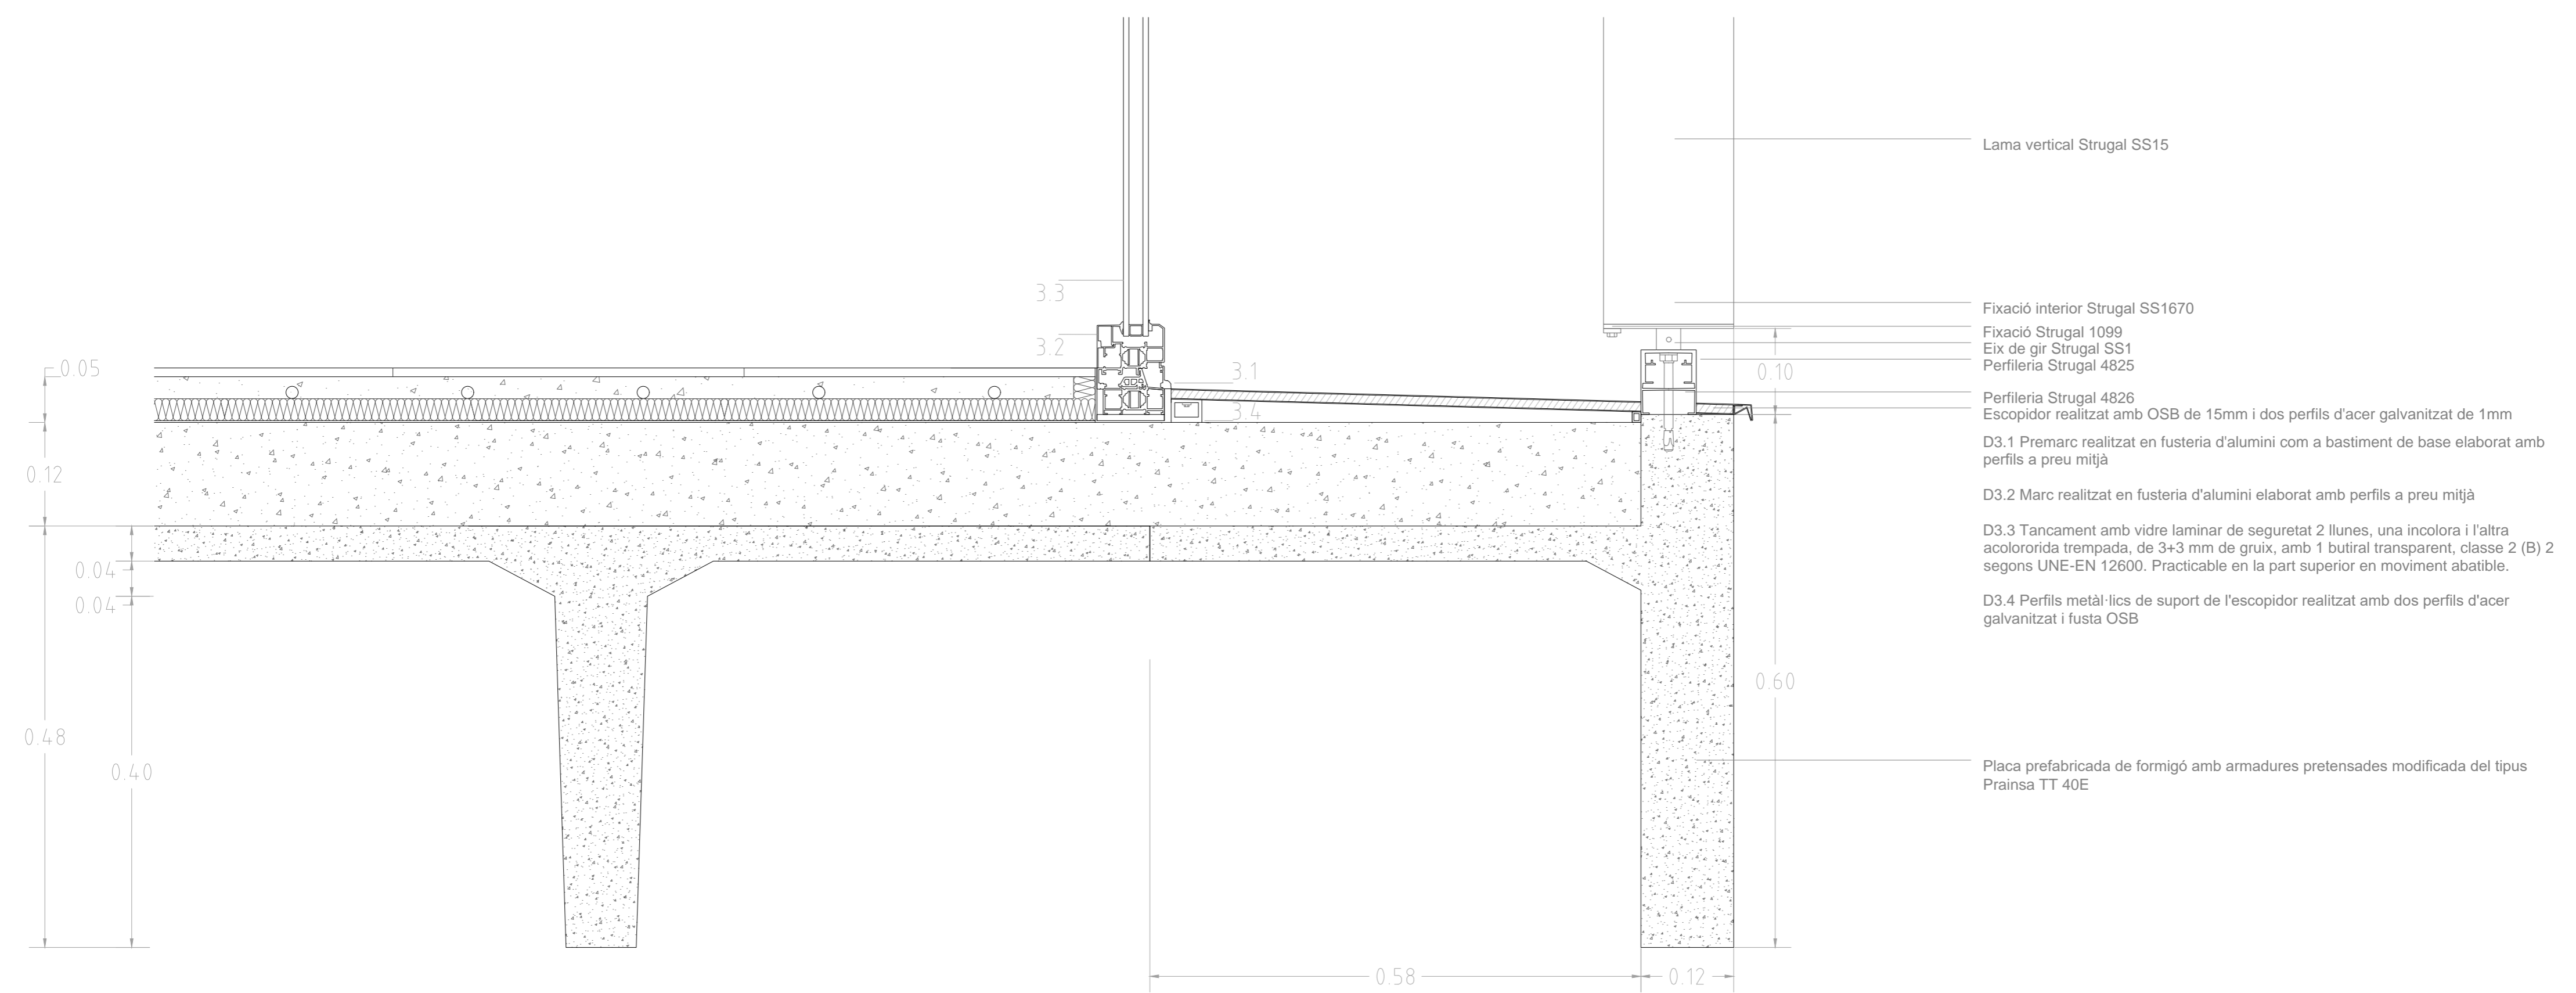 Lama vertical Strugal SS15
3.3
Fixació interior Strugal SS1670
Fixació Strugal 1099
3.2
Eix de gir Strugal SS1
Perfileria Strugal 4825
0.05
3.1
0.10
Perfileria Strugal 4826
3.4
Escopidor realitzat amb OSB de 15mm i dos perfils d'acer galvanitzat de 1mm
D3.1 Premarc realitzat en fusteria d'alumini com a bastiment de base elaborat amb
perfils a preu mitjà
0.12
D3.2 Marc realitzat en fusteria d'alumini elaborat amb perfils a preu mitjà
D3.3 Tancament amb vidre laminar de seguretat 2 llunes, una incolora i l'altra
acolororida trempada, de 3+3 mm de gruix, amb 1 butiral transparent, classe 2 (B) 2
segons UNE-EN 12600. Practicable en la part superior en moviment abatible.
0.04
0.04
D3.4 Perfils metàl·lics de suport de l'escopidor realitzat amb dos perfils d'acer
galvanitzat i fusta OSB
0.60
0.48
0.40
Placa prefabricada de formigó amb armadures pretensades modificada del tipus
Prainsa TT 40E
0.58
0.12